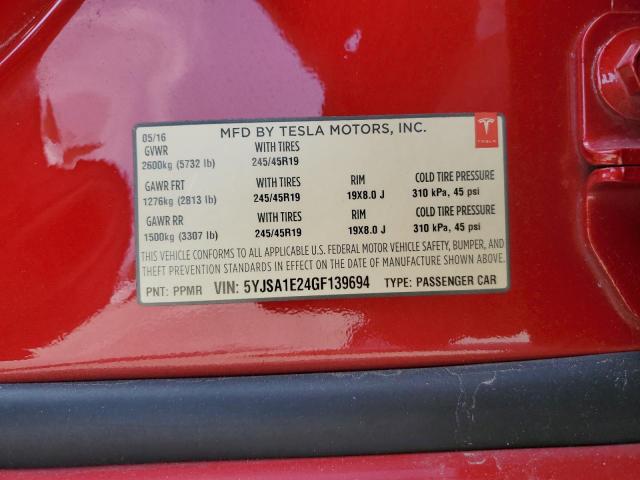 05/16 MFD BY TESLA MOTORS, INC.
TESLA
GVWR WITH TIRES
2600kg (5732 lb) 245/45R19
GAWR FRT WITH TIRES RIM COLD TIRE PRESSURE
1276kg (2813 lb) 245/45R19 19X8.0 J 310 kPa, 45 psi
GAWR RR WITH TIRES RIM COLD TIRE PRESSURE
1500kg (3307 lb) 245/45R19 19X8.0 J 310 kPa, 45 psi
THIS VEHICLE CONFORMS TO ALL APPLICABLE U.S. FEDERAL MOTOR VEHICLE SAFETY, BUMPER, AND
THEFT PREVENTION STANDARDS IN EFFECT ON THE DATE OF MANUFACTURE SHOWN ABOVE.
PNT: PPMR VIN: 5YJSA1E24GF139694 TYPE: PASSENGER CAR